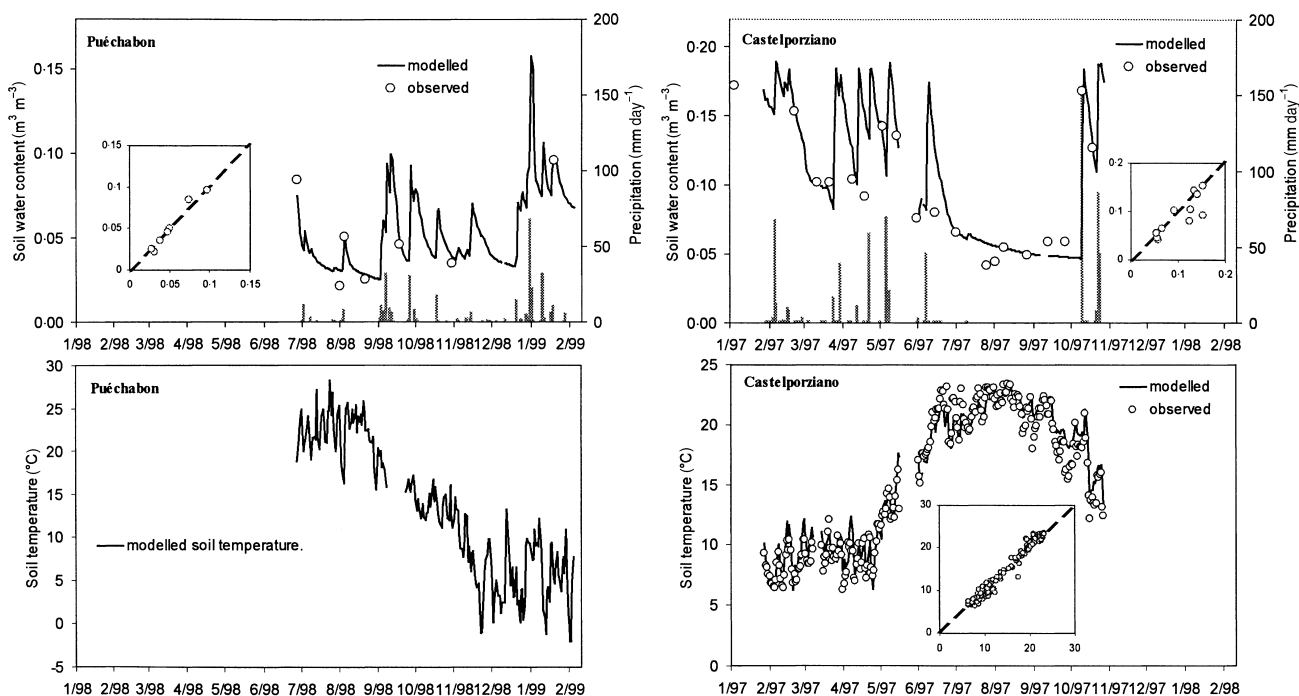 Puéchabon
modelled
observed
Soil water content (m³ m⁻³)
0·15
0·10
0·05
0·00
200
150
100
50
0
Precipitation (mm day⁻¹)
0·15
0·1
0·05
0
0 0·05 0·1 0·15
1/98 2/98 3/98 4/98 5/98 6/98 7/98 8/98 9/98 10/98 11/98 12/98 1/99 2/99
Castelporziano
modelled
observed
Soil water content (m³ m⁻³)
0·20
0·15
0·10
0·05
0·00
200
150
100
50
0
Precipitation (mm day⁻¹)
0·2
0·1
0
0 0·1 0·2
1/97 2/97 3/97 4/97 5/97 6/97 7/97 8/97 9/97 10/97 11/97 12/97 1/98 2/98
Puéchabon
Soil temperature (°C)
30
25
20
15
10
5
0
-5
modelled soil temperature.
1/98 2/98 3/98 4/98 5/98 6/98 7/98 8/98 9/98 10/98 11/98 12/98 1/99 2/99
Castelporziano
modelled
observed
Soil temperature (°C)
25
20
15
10
5
0
30
20
10
0
0 10 20 30
1/97 2/97 3/97 4/97 5/97 6/97 7/97 8/97 9/97 10/97 11/97 12/97 1/98 2/98